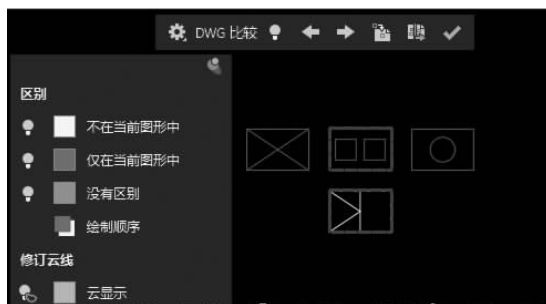 DWG 比较
区别
不在当前图形中
仅在当前图形中
没有区别
绘制顺序
修订云线
云显示